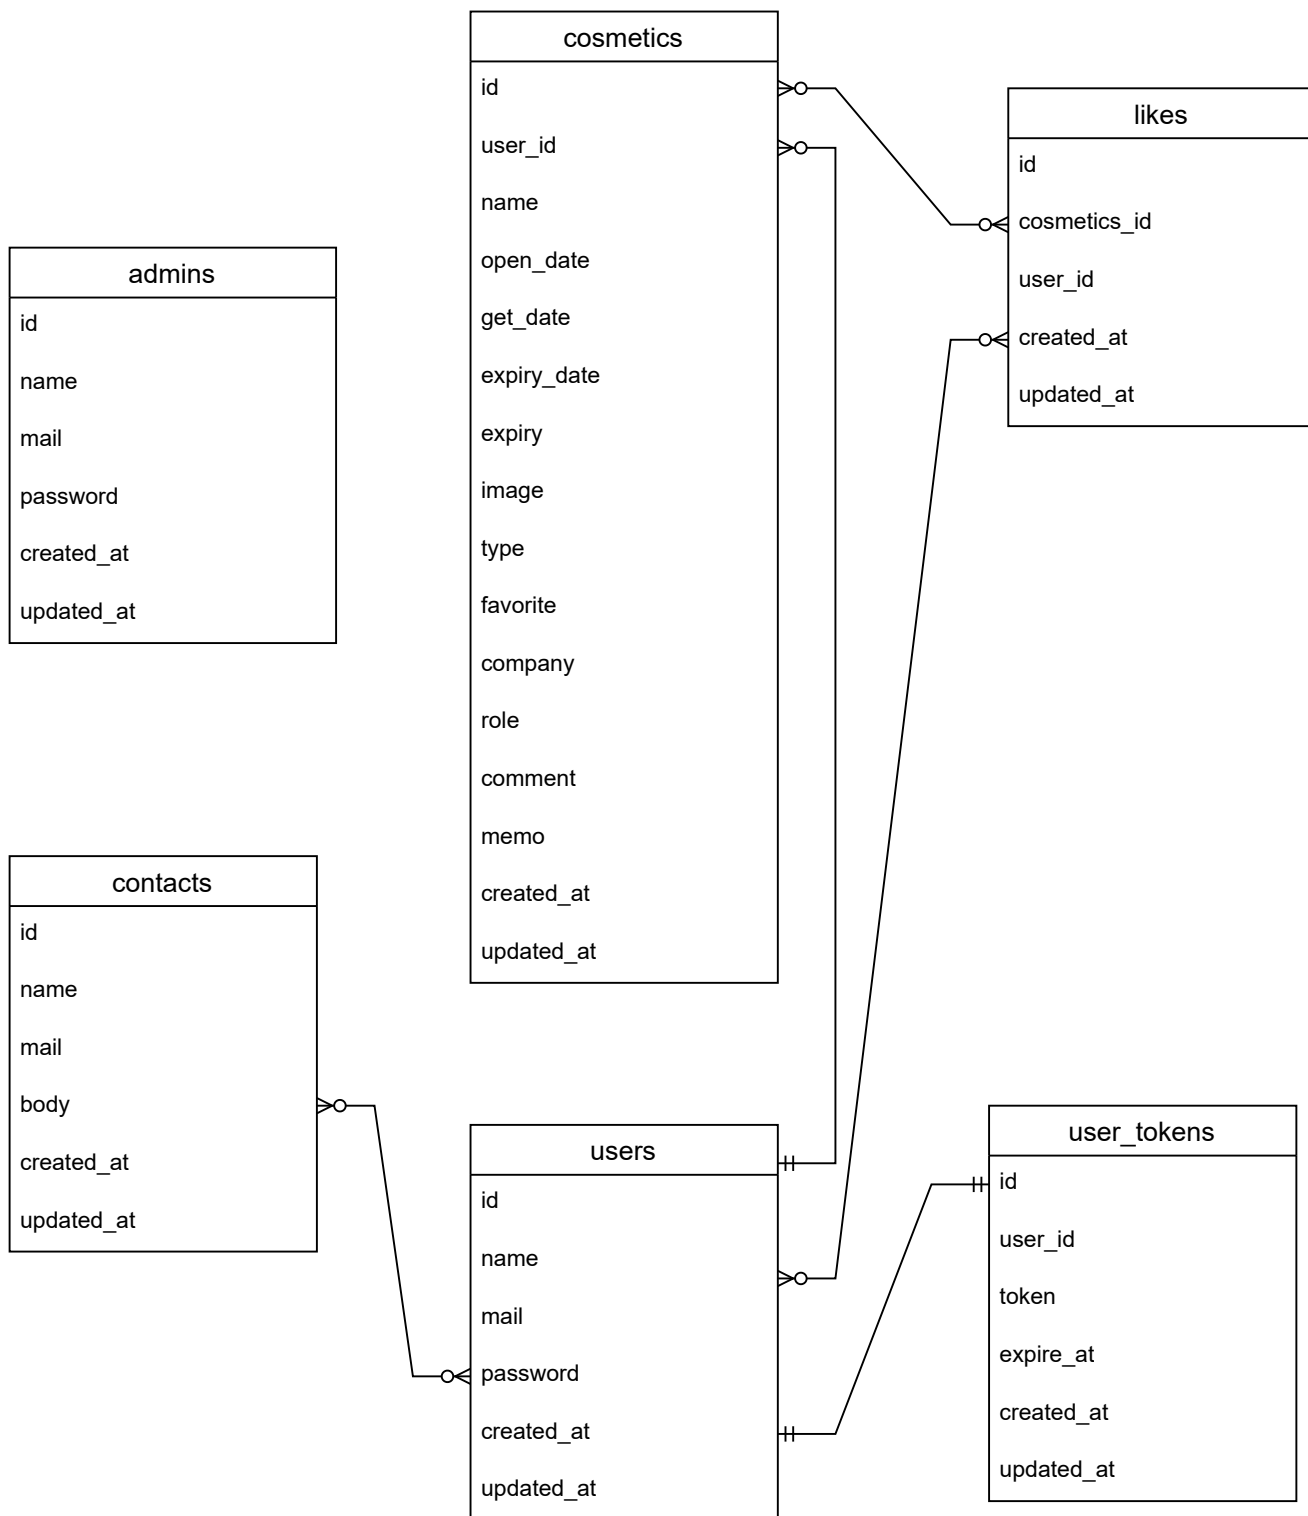 cosmetics
id
user_id
name
open_date
get_date
expiry_date
expiry
image
type
favorite
company
role
comment
memo
created_at
updated_at
likes
id
cosmetics_id
user_id
created_at
updated_at
admins
id
name
mail
password
created_at
updated_at
contacts
id
name
mail
body
created_at
updated_at
users
id
name
mail
password
created_at
updated_at
user_tokens
id
user_id
token
expire_at
created_at
updated_at